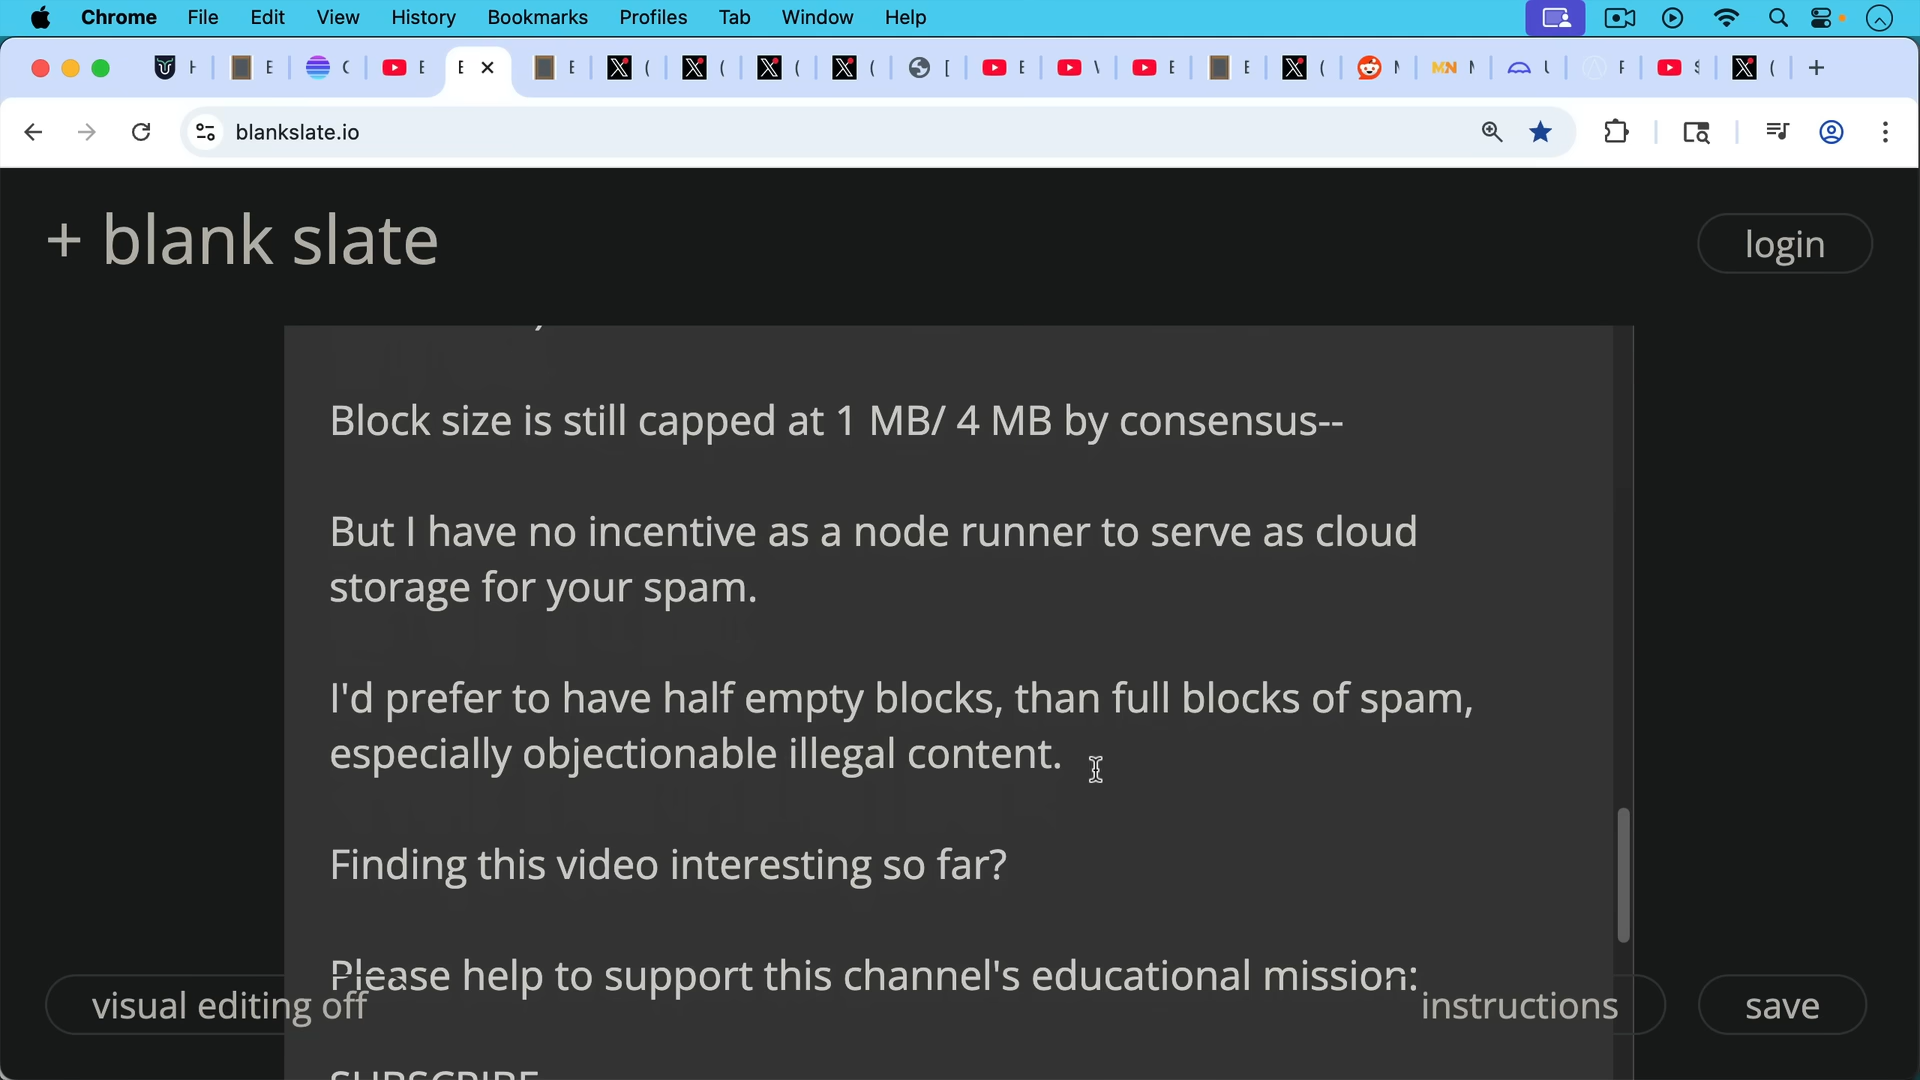 Chrome File Edit View History Bookmarks Profiles Tab Window Help
blankslate.io
+ blank slate
login
Block size is still capped at 1 MB/ 4 MB by consensus--
But I have no incentive as a node runner to serve as cloud
storage for your spam.
I'd prefer to have half empty blocks, than full blocks of spam,
especially objectionable illegal content.
Finding this video interesting so far?
Please help to support this channel's educational mission:
visual editing off
instructions
save
SUBSCRIBE